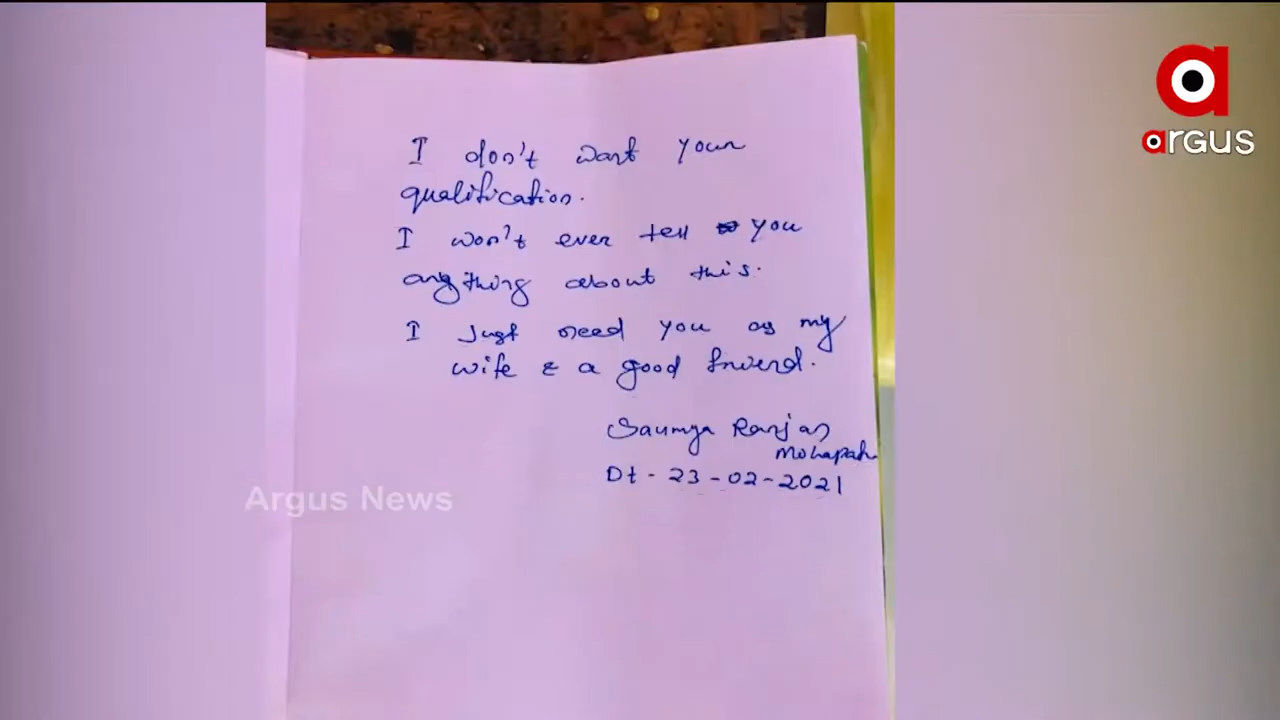 argus
I don't want your
qualification.
I won't ever tell you
anything about this.
I Just need you as my
wife & a good friend.
Saumya Ranjan
Mohapatr
Dt - 23-02-2021
Argus News